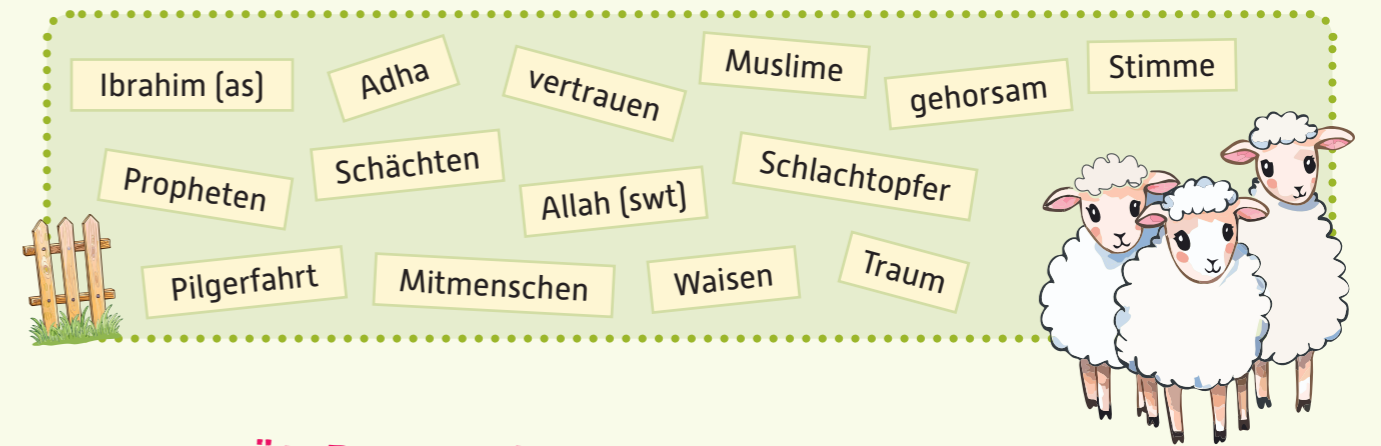 Ibrahim (as)
Adha
vertrauen
Muslime
gehorsam
Stimme
Propheten
Schächten
Allah (swt)
Schlachtopfer
Pilgerfahrt
Mitmenschen
Waisen
Traum